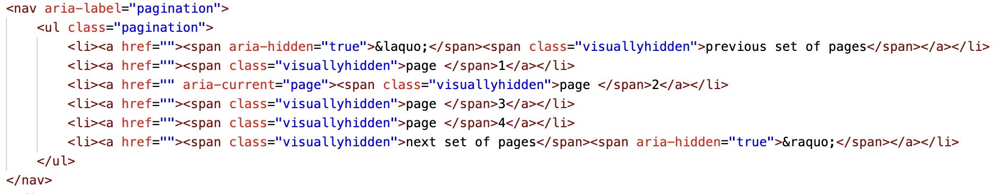 <nav aria-label="pagination">
<ul class="pagination">
<li><a href=""><span aria-hidden="true">&laquo;</span><span class="visuallyhidden">previous set of pages</span></a></li>
<li><a href=""><span class="visuallyhidden">page </span>1</a></li>
<li><a href="" aria-current="page"><span class="visuallyhidden">page </span>2</a></li>
<li><a href=""><span class="visuallyhidden">page </span>3</a></li>
<li><a href=""><span class="visuallyhidden">page </span>4</a></li>
<li><a href=""><span class="visuallyhidden">next set of pages</span><span aria-hidden="true">&raquo;</span></a></li>
</ul>
</nav>